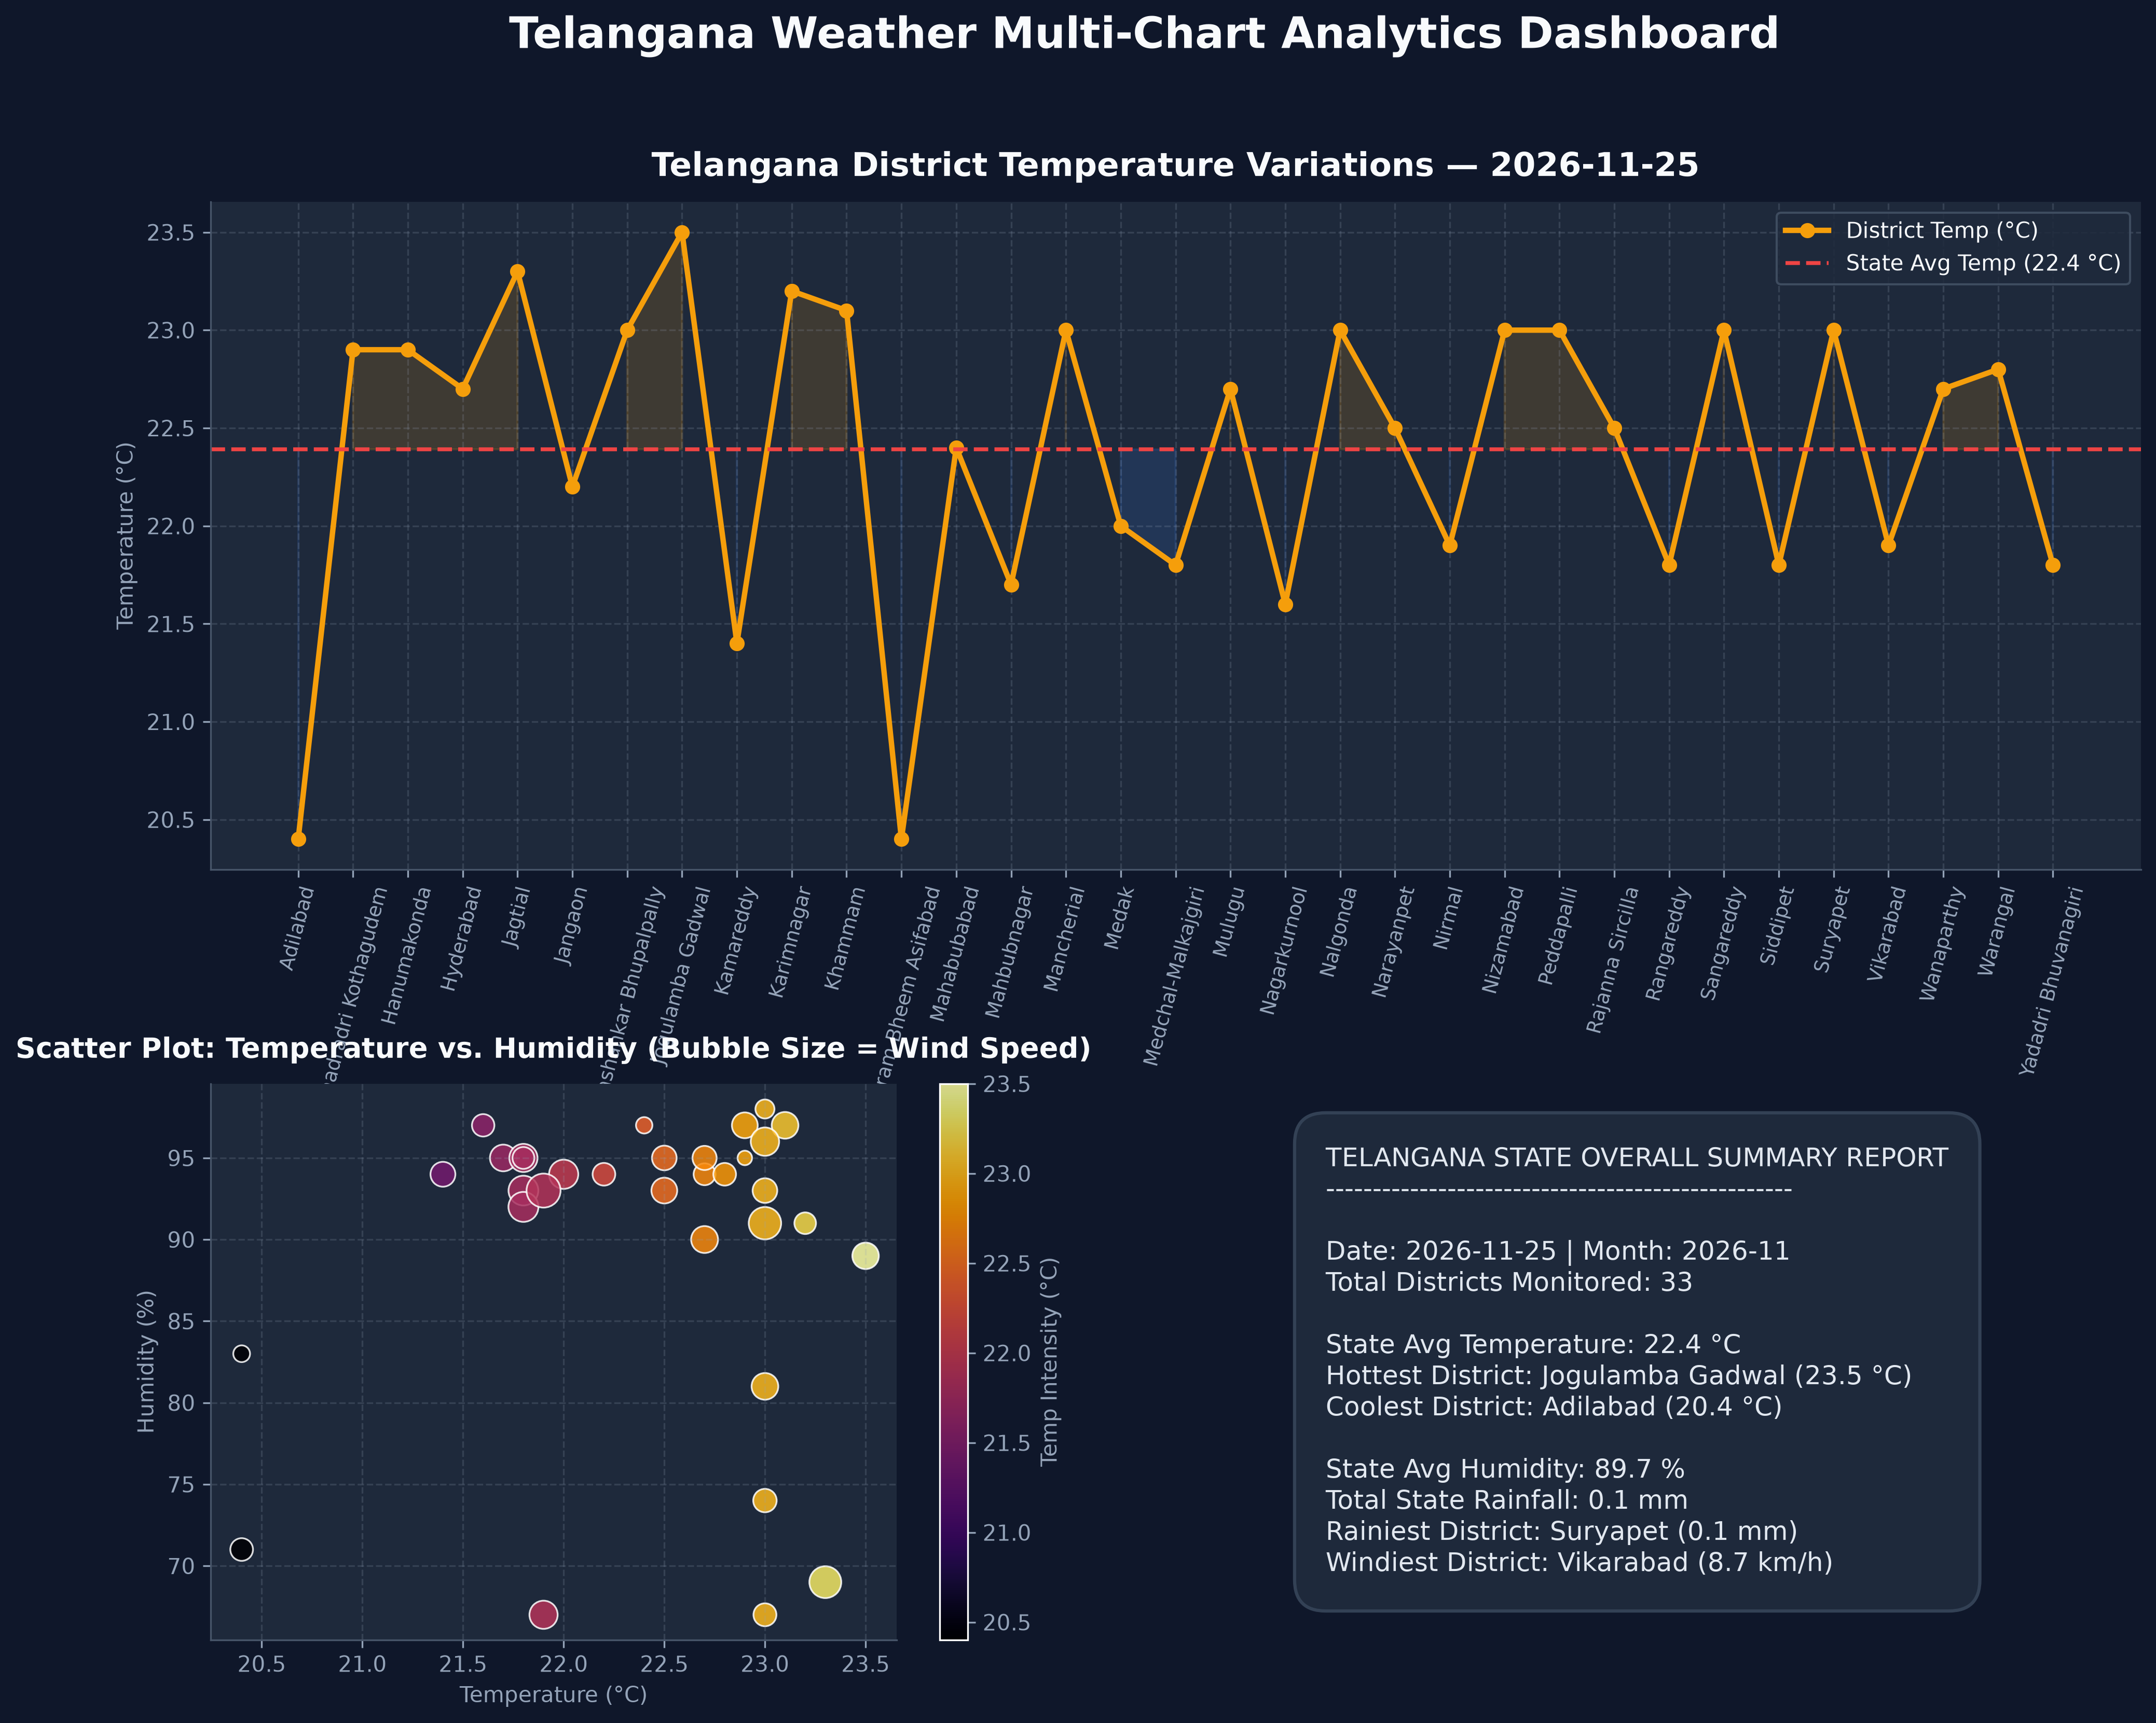 Telangana Weather Multi-Chart Analytics Dashboard
Telangana District Temperature Variations — 2026-11-25
District Temp (°C)
State Avg Temp (22.4 °C)
Temperature (°C)
23.5
23.0
22.5
22.0
21.5
21.0
20.5
Adilabad
Kothagudem
Hanumakonda
Hyderabad
Jagtial
Jangaon
Bhupalpally
Jogulamba Gadwal
Kamareddy
Karimnagar
Khammam
Bheem Asifabad
Mahabubabad
Mahbubnagar
Mancherial
Medak
Medchal-Malkajgiri
Mulugu
Nagarkurnool
Nalgonda
Narayanpet
Nirmal
Nizamabad
Peddapalli
Rajanna Sircilla
Rangareddy
Sangareddy
Siddipet
Suryapet
Vikarabad
Wanaparthy
Warangal
Yadadri Bhuvanagiri
Scatter Plot: Temperature vs. Humidity (Bubble Size = Wind Speed)
Humidity (%)
95
90
85
80
75
70
20.5
21.0
21.5
22.0
22.5
23.0
23.5
Temperature (°C)
23.5
23.0
22.5
22.0
21.5
21.0
20.5
Temp Intensity (°C)
TELANGANA STATE OVERALL SUMMARY REPORT
--------------------------------------------------
Date: 2026-11-25 | Month: 2026-11
Total Districts Monitored: 33
State Avg Temperature: 22.4 °C
Hottest District: Jogulamba Gadwal (23.5 °C)
Coolest District: Adilabad (20.4 °C)
State Avg Humidity: 89.7 %
Total State Rainfall: 0.1 mm
Rainiest District: Suryapet (0.1 mm)
Windiest District: Vikarabad (8.7 km/h)